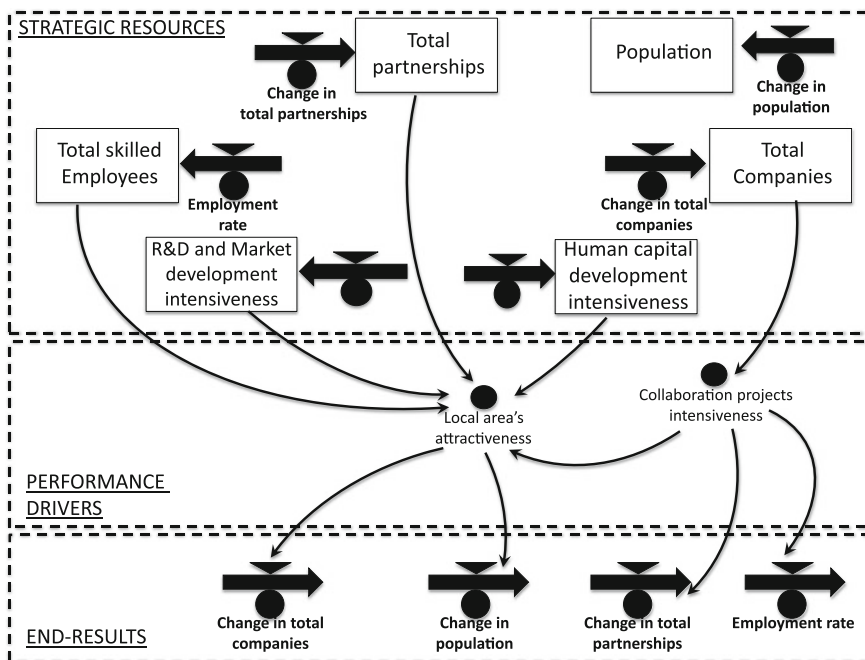 STRATEGIC RESOURCES
Total
partnerships
Population
Change in
total partnerships
Change in
population
Total skilled
Employees
Total
Companies
Employment
rate
Change in total
companies
R&D and Market
development
intensiveness
Human capital
development
intensiveness
Collaboration projects
intensiveness
Local area's
attractiveness
PERFORMANCE
DRIVERS
Change in total
companies
Change in
population
Change in total
partnerships
Employment rate
END-RESULTS